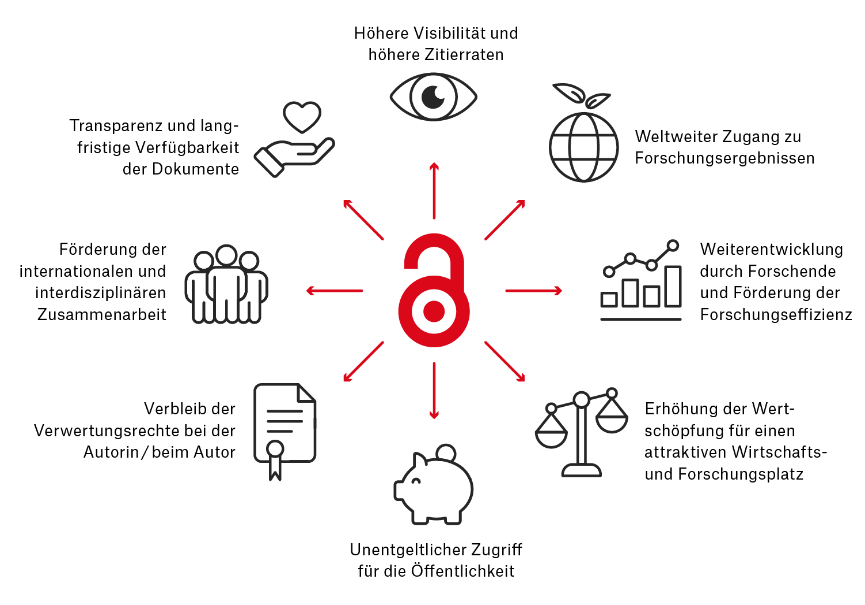 Höhere Visibilität und
höhere Zitierraten
Weltweiter Zugang zu
Forschungsergebnissen
Weiterentwicklung
durch Forschende
und Förderung der
Forschungseffizienz
Erhöhung der Wert-
schöpfung für einen
attraktiven Wirtschafts-
und Forschungsplatz
Unentgeltlicher Zugriff
für die Öffentlichkeit
Verbleib der
Verwertungsrechte bei der
Autorin/beim Autor
Förderung der
internationalen und
interdisziplinären
Zusammenarbeit
Transparenz und lang-
fristige Verfügbarkeit
der Dokumente